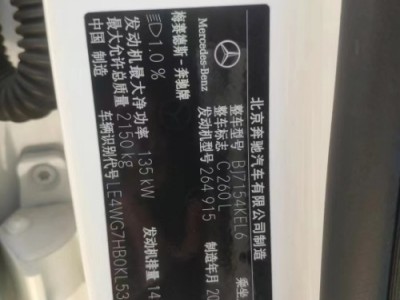 Mercedes-Benz
北京奔驰汽车有限公司制造
梅赛德斯-奔驰牌
整车型号 BJ7154KEL6 乘坐
整车标志 C 260 L
发动机型号 264 915
1.0 % 制造年月 20
发动机最大净功率 135 kW 发动机排量 14
最大允许总质量 2150 kg
车辆识别代号 LE4WG7HB0KL53
中国 制造